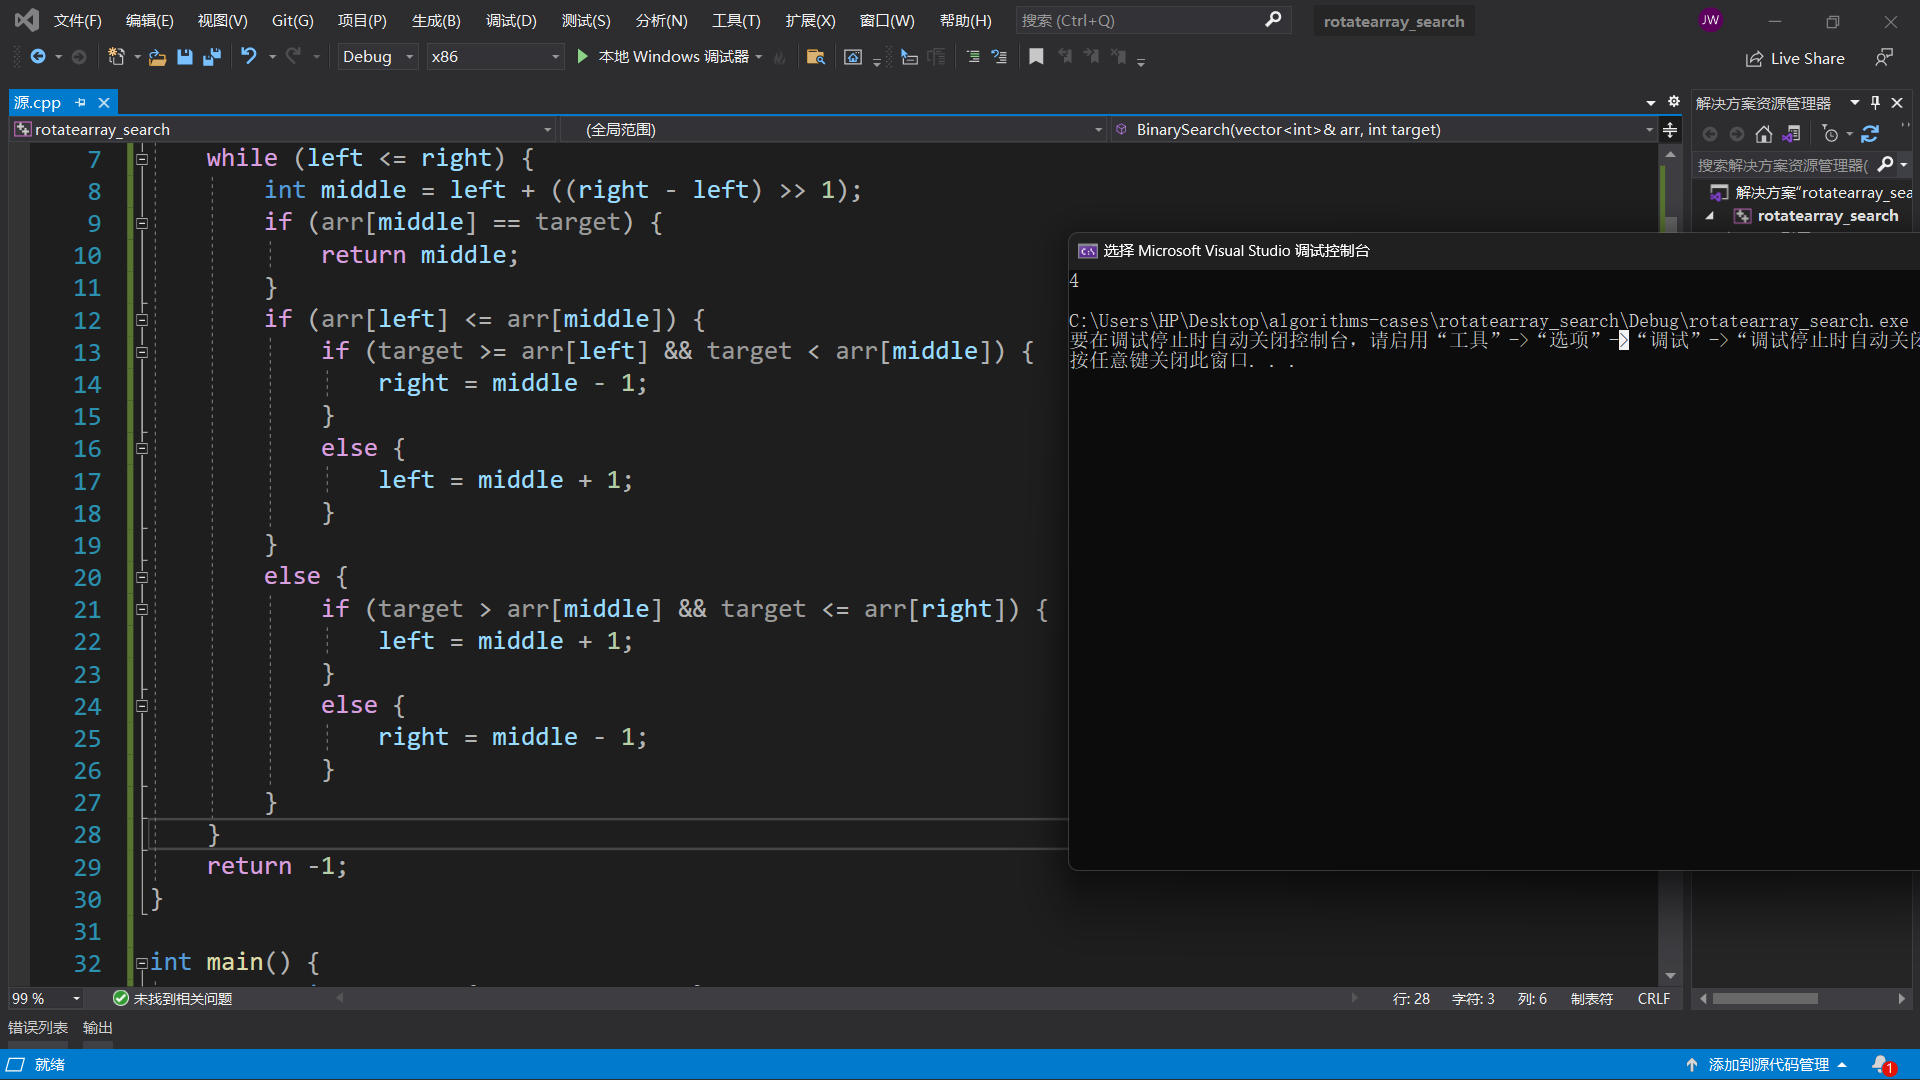 文件(F) 编辑(E) 视图(V) Git(G) 项目(P) 生成(B) 调试(D) 测试(S) 分析(N) 工具(T) 扩展(X) 窗口(W) 帮助(H) 搜索 (Ctrl+Q) rotatearray_search JW
Debug x86 本地 Windows 调试器 Live Share
源.cpp
rotatearray_search (全局范围) BinarySearch(vector<int>& arr, int target)
7 while (left <= right) {
8 int middle = left + ((right - left) >> 1);
9 if (arr[middle] == target) {
10 return middle;
11 }
12 if (arr[left] <= arr[middle]) {
13 if (target >= arr[left] && target < arr[middle]) {
14 right = middle - 1;
15 }
16 else {
17 left = middle + 1;
18 }
19 }
20 else {
21 if (target > arr[middle] && target <= arr[right]) {
22 left = middle + 1;
23 }
24 else {
25 right = middle - 1;
26 }
27 }
28 }
29 return -1;
30 }
31
32 int main() {
选择 Microsoft Visual Studio 调试控制台
4
C:\Users\HP\Desktop\algorithms-cases\rotatearray_search\Debug\rotatearray_search.exe
要在调试停止时自动关闭控制台，请启用“工具”->“选项”->“调试”->“调试停止时自动关闭
按任意键关闭此窗口. . .
解决方案资源管理器
搜索解决方案资源管理器(
解决方案“rotatearray_sea
rotatearray_search
99 % 未找到相关问题 行: 28 字符: 3 列: 6 制表符 CRLF
错误列表 输出
就绪 添加到源代码管理 1